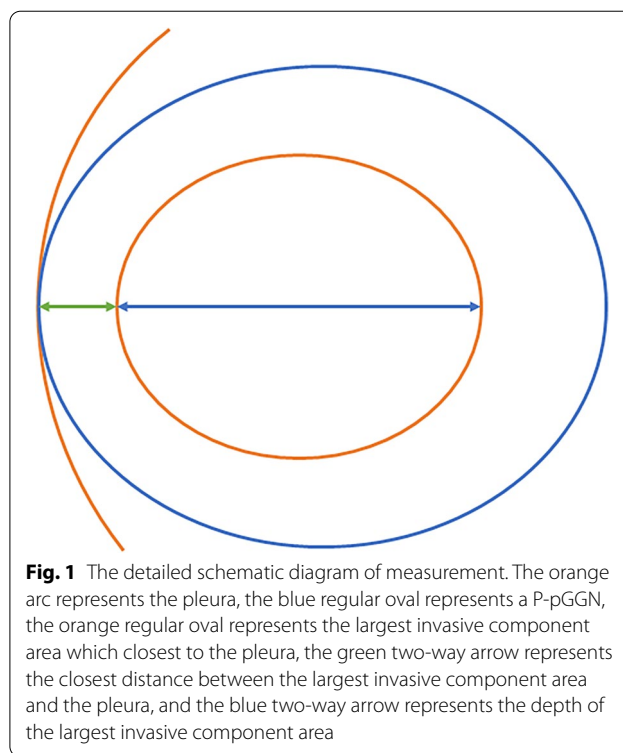 Fig. 1 The detailed schematic diagram of measurement. The orange
arc represents the pleura, the blue regular oval represents a P-pGGN,
the orange regular oval represents the largest invasive component
area which closest to the pleura, the green two-way arrow represents
the closest distance between the largest invasive component area
and the pleura, and the blue two-way arrow represents the depth of
the largest invasive component area